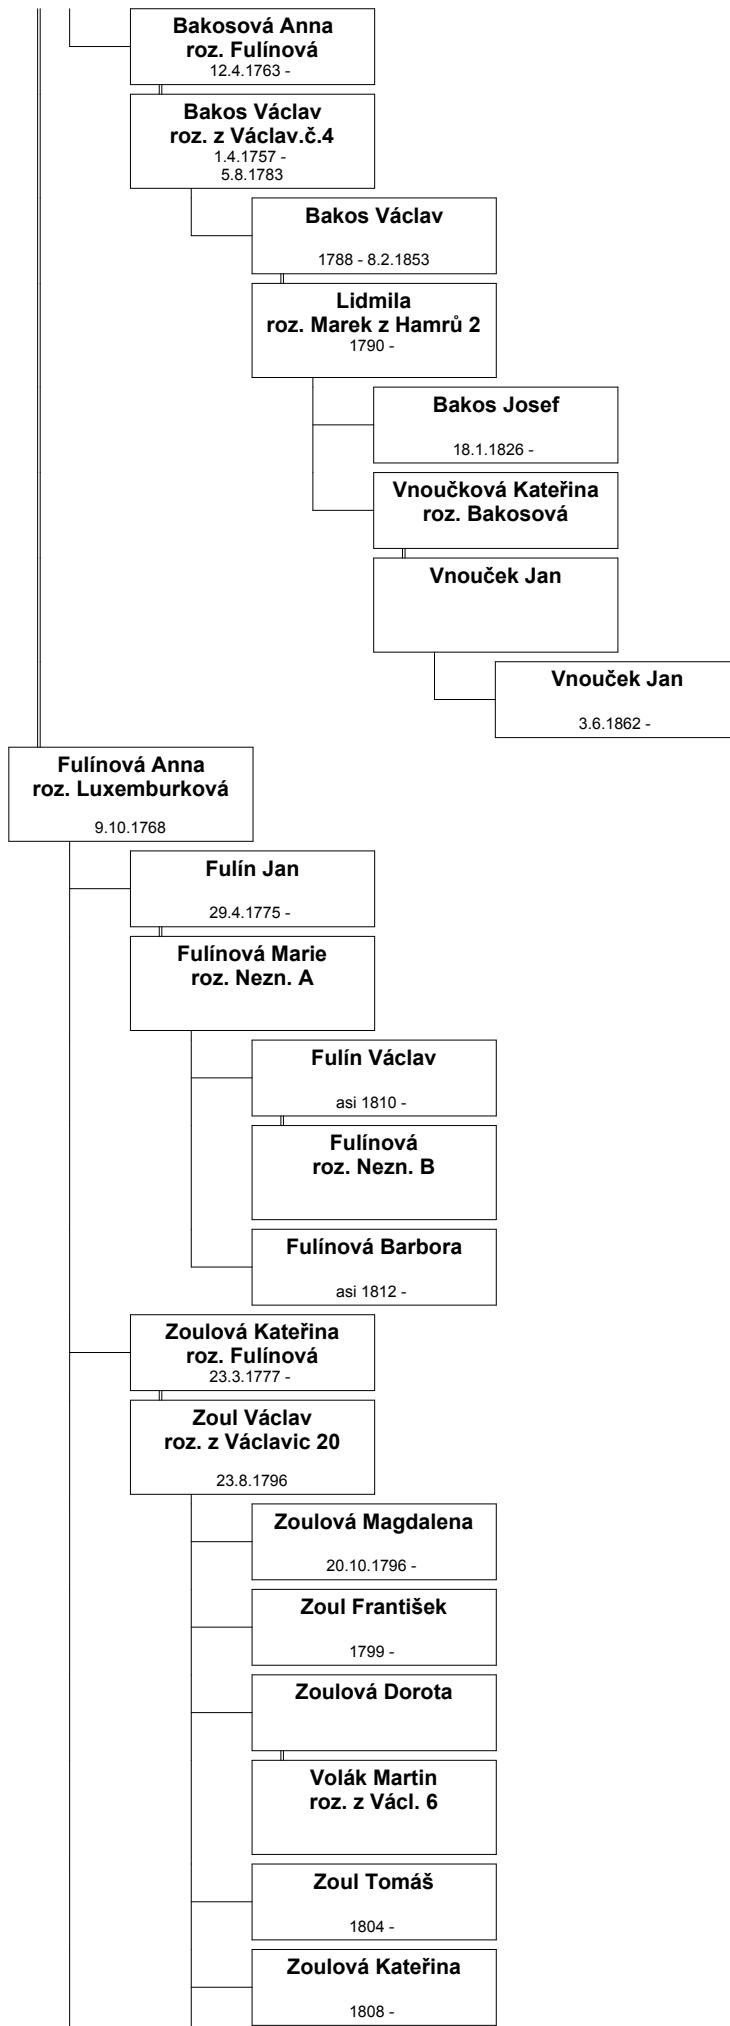 Bakosová Anna
roz. Fulínová
12.4.1763 -
Bakos Václav
roz. z Václav.č.4
1.4.1757 -
5.8.1783
Bakos Václav
1788 - 8.2.1853
Lidmila
roz. Marek z Hamrů 2
1790 -
Bakos Josef
18.1.1826 -
Vnoučková Kateřina
roz. Bakosová
Vnouček Jan
Vnouček Jan
3.6.1862 -
Fulínová Anna
roz. Luxemburková
9.10.1768
Fulín Jan
29.4.1775 -
Fulínová Marie
roz. Nezn. A
Fulín Václav
asi 1810 -
Fulínová
roz. Nezn. B
Fulínová Barbora
asi 1812 -
Zoulová Kateřina
roz. Fulínová
23.3.1777 -
Zoul Václav
roz. z Václavic 20
23.8.1796
Zoulová Magdalena
20.10.1796 -
Zoul František
1799 -
Zoulová Dorota
Volák Martin
roz. z Václ. 6
Zoul Tomáš
1804 -
Zoulová Kateřina
1808 -